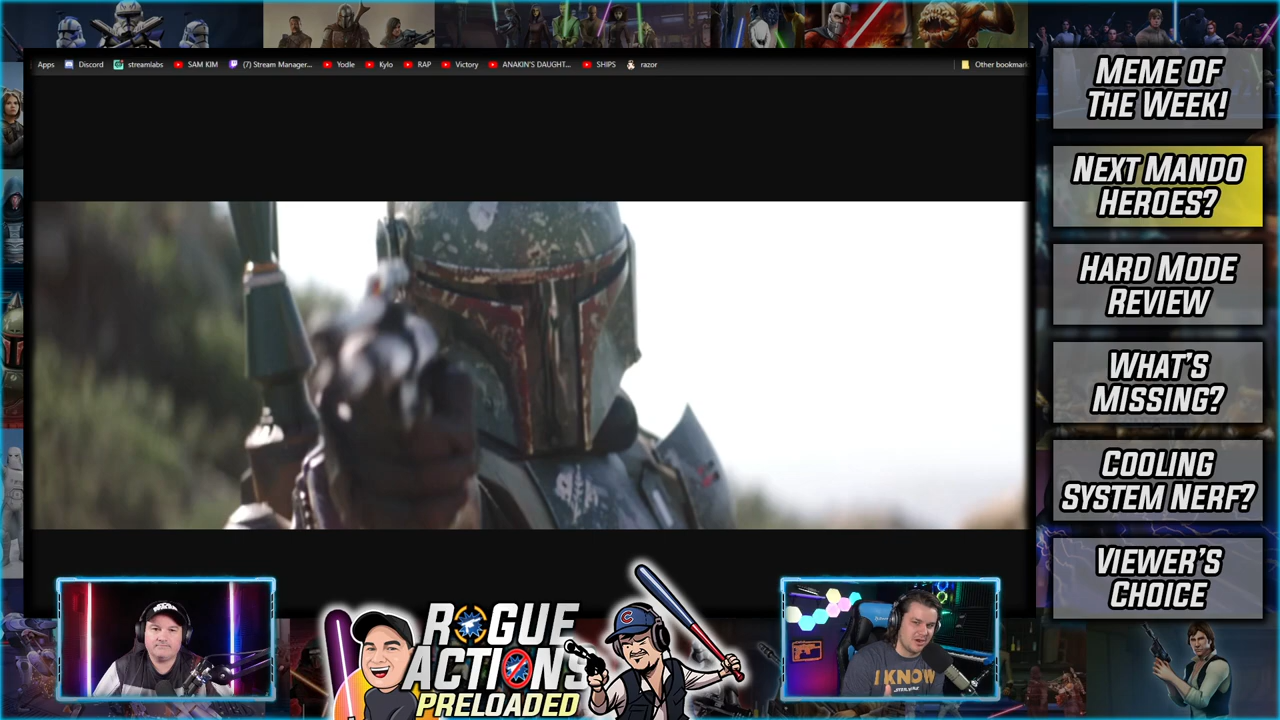 Apps Discord streamlabs SAM KIM (7) Stream Manager... Yodle Kylo RAP Victory ANAKIN'S DAUGHT... SHIPS razor Other bookmark
MEME OF
THE WEEK!
NEXT MANDO
HEROES?
HARD MODE
REVIEW
WHAT'S
MISSING?
COOLING
SYSTEM NERF?
VIEWER'S
CHOICE
ROGUE
ACTIONS
PRELOADED
C
I KNOW
STAR WARS